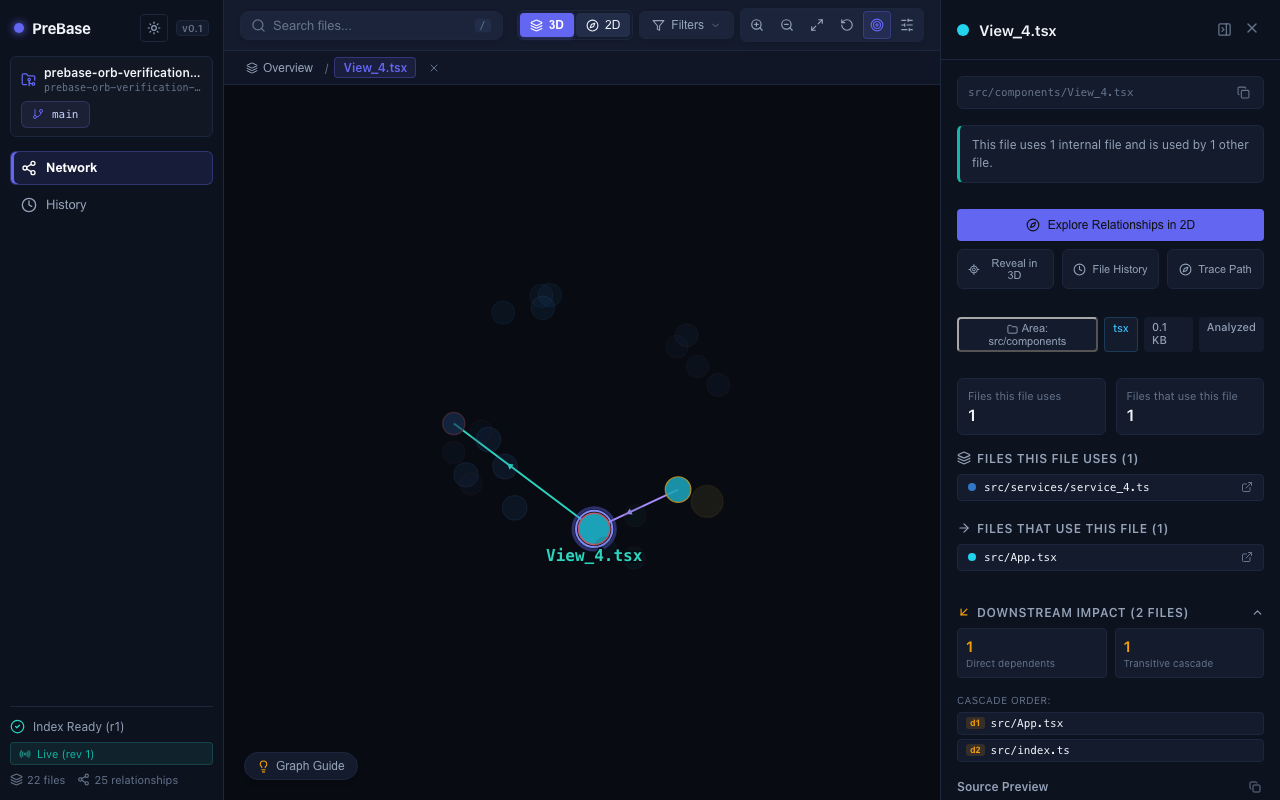 PreBase
v0.1
prebase-orb-verification...
prebase-orb-verification-...
main
Network
History
Index Ready (r1)
Live (rev 1)
22 files
25 relationships
Search files...
/
3D
2D
Filters
Overview
/
View_4.tsx
View_4.tsx
Graph Guide
View_4.tsx
src/components/View_4.tsx
This file uses 1 internal file and is used by 1 other
file.
Explore Relationships in 2D
Reveal in
3D
File History
Trace Path
Area:
src/components
tsx
0.1
KB
Analyzed
Files this file uses
1
Files that use this file
1
FILES THIS FILE USES (1)
src/services/service_4.ts
FILES THAT USE THIS FILE (1)
src/App.tsx
DOWNSTREAM IMPACT (2 FILES)
1
Direct dependents
1
Transitive cascade
CASCADE ORDER:
d1 src/App.tsx
d2 src/index.ts
Source Preview